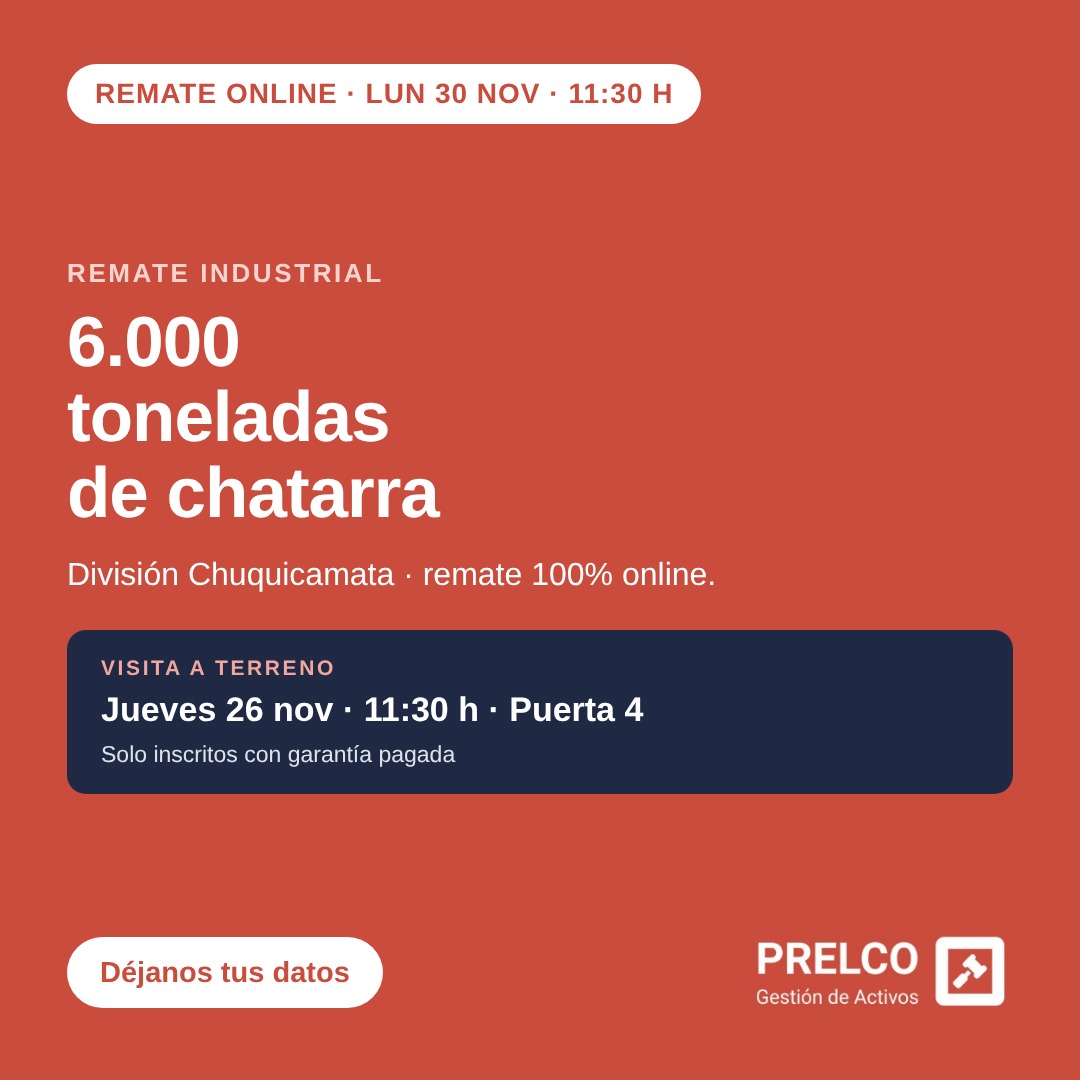 REMATE ONLINE · LUN 30 NOV · 11:30 H
REMATE INDUSTRIAL
6.000
toneladas
de chatarra
División Chuquicamata · remate 100% online.
VISITA A TERRENO
Jueves 26 nov · 11:30 h · Puerta 4
Solo inscritos con garantía pagada
Déjanos tus datos
PRELCO
Gestión de Activos